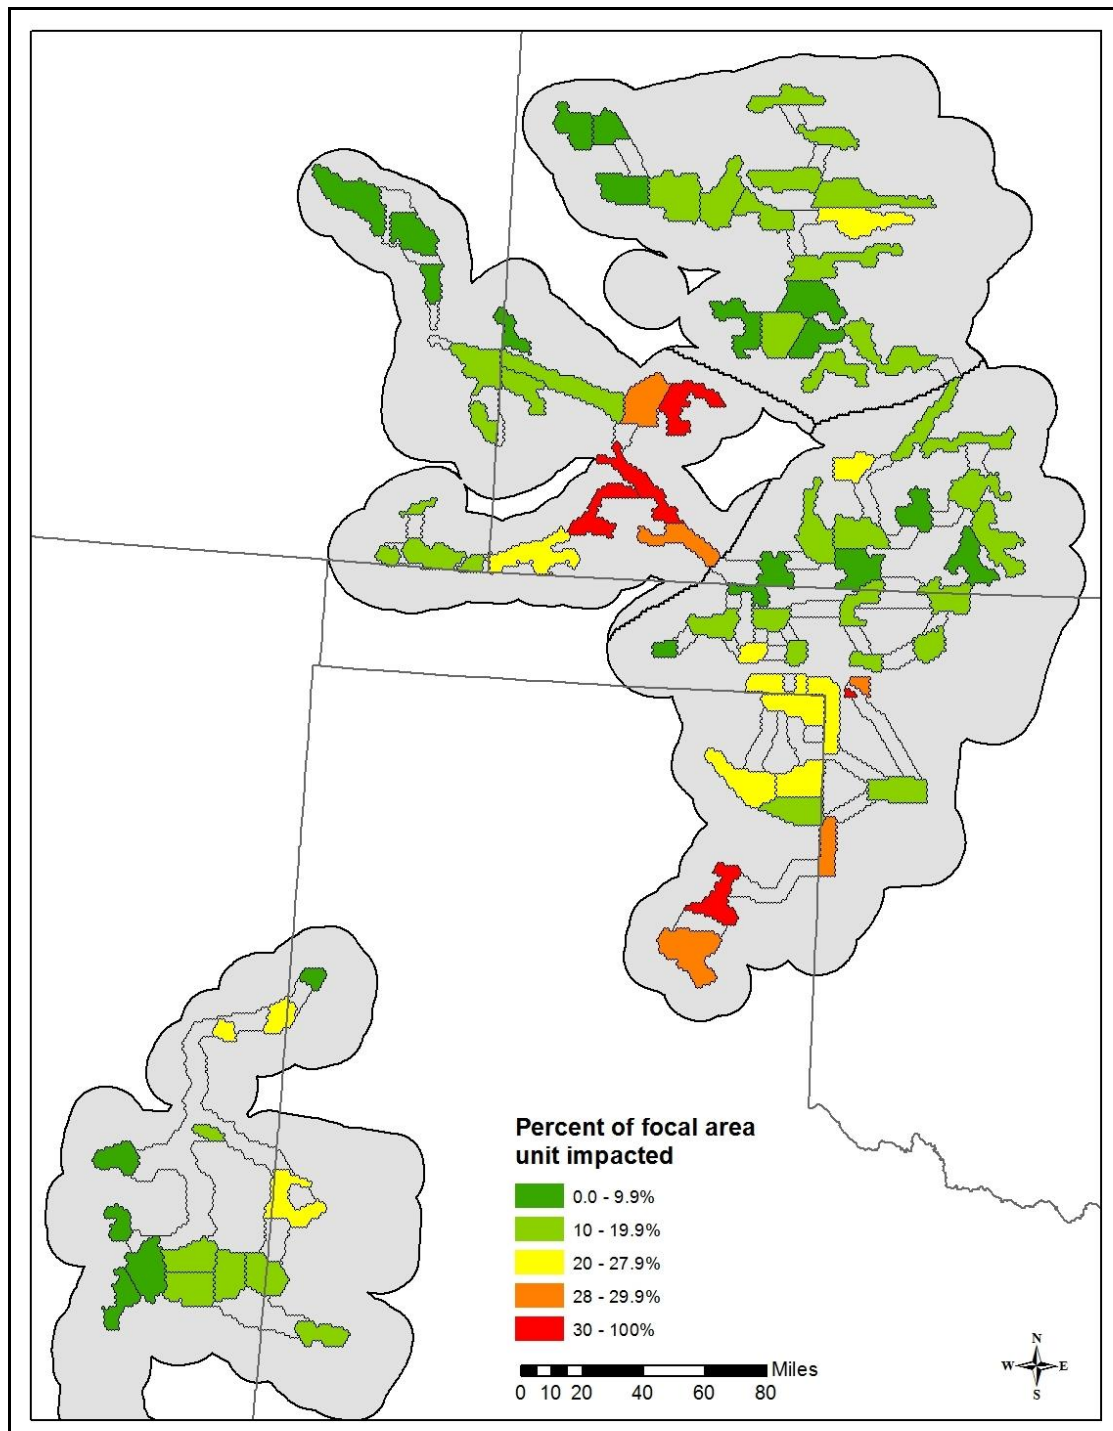 Percent of focal area
unit impacted
0.0 - 9.9%
10 - 19.9%
20 - 27.9%
28 - 29.9%
30 - 100%
Miles
0 10 20 40 60 80
N
W E
S